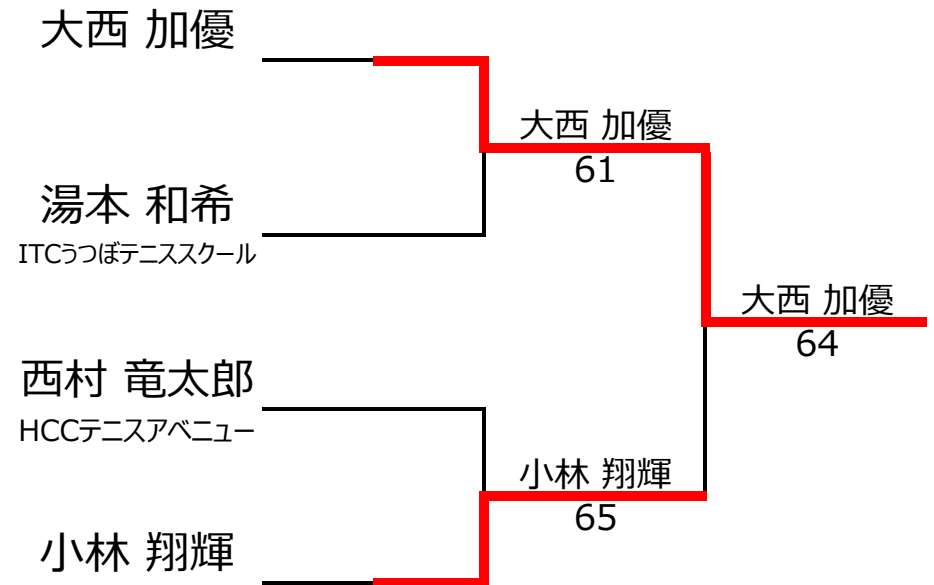 大西 加優
大西 加優
61
湯本 和希
ITCうつぼテニススクール
大西 加優
64
西村 竜太郎
HCCテニスアベニュー
小林 翔輝
65
小林 翔輝